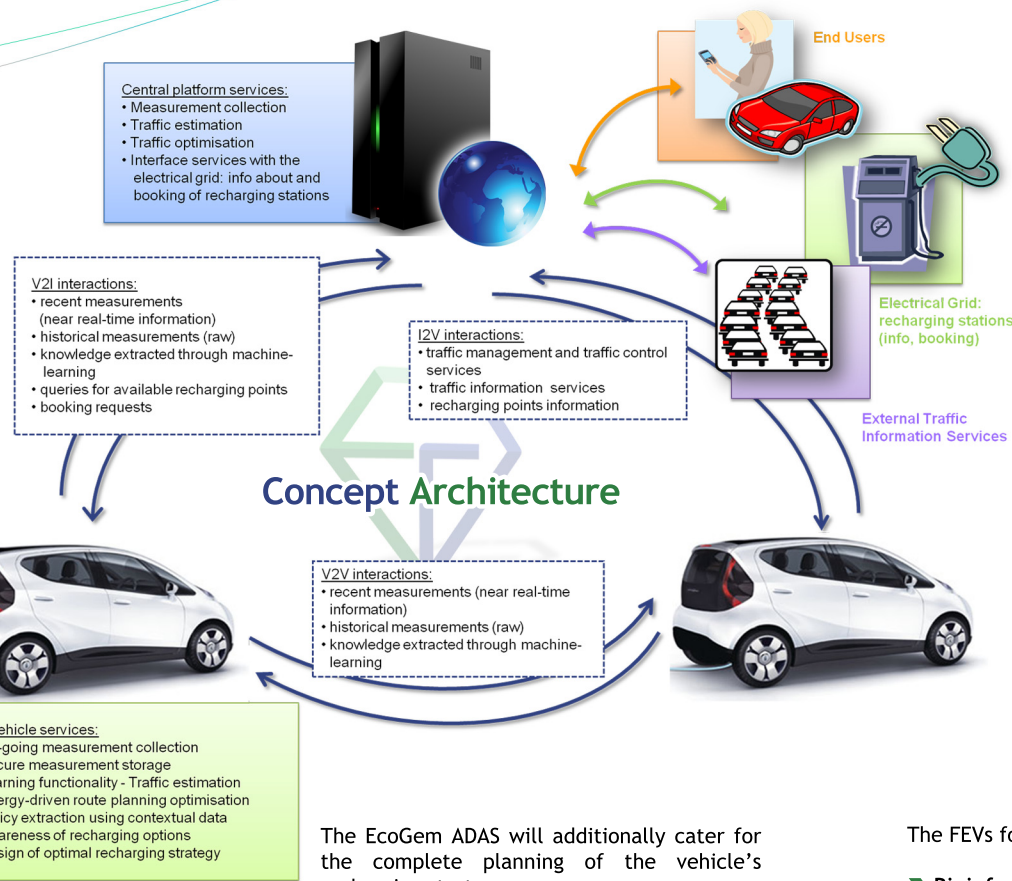 End Users
Central platform services:
• Measurement collection
• Traffic estimation
• Traffic optimisation
• Interface services with the
electrical grid: info about and
booking of recharging stations
V2I interactions:
• recent measurements
(near real-time information)
• historical measurements (raw)
• knowledge extracted through machine-
learning
• queries for available recharging points
• booking requests
I2V interactions:
• traffic management and traffic control
services
• traffic information services
• recharging points information
Electrical Grid:
recharging stations
(info, booking)
External Traffic
Information Services
Concept Architecture
V2V interactions:
• recent measurements (near real-time
information)
• historical measurements (raw)
• knowledge extracted through machine-
learning
ehicle services:
-going measurement collection
cure measurement storage
arning functionality - Traffic estimation
ergy-driven route planning optimisation
icy extraction using contextual data
areness of recharging options
sign of optimal recharging strategy
The EcoGem ADAS will additionally cater for
the complete planning of the vehicle's
The FEVs fo